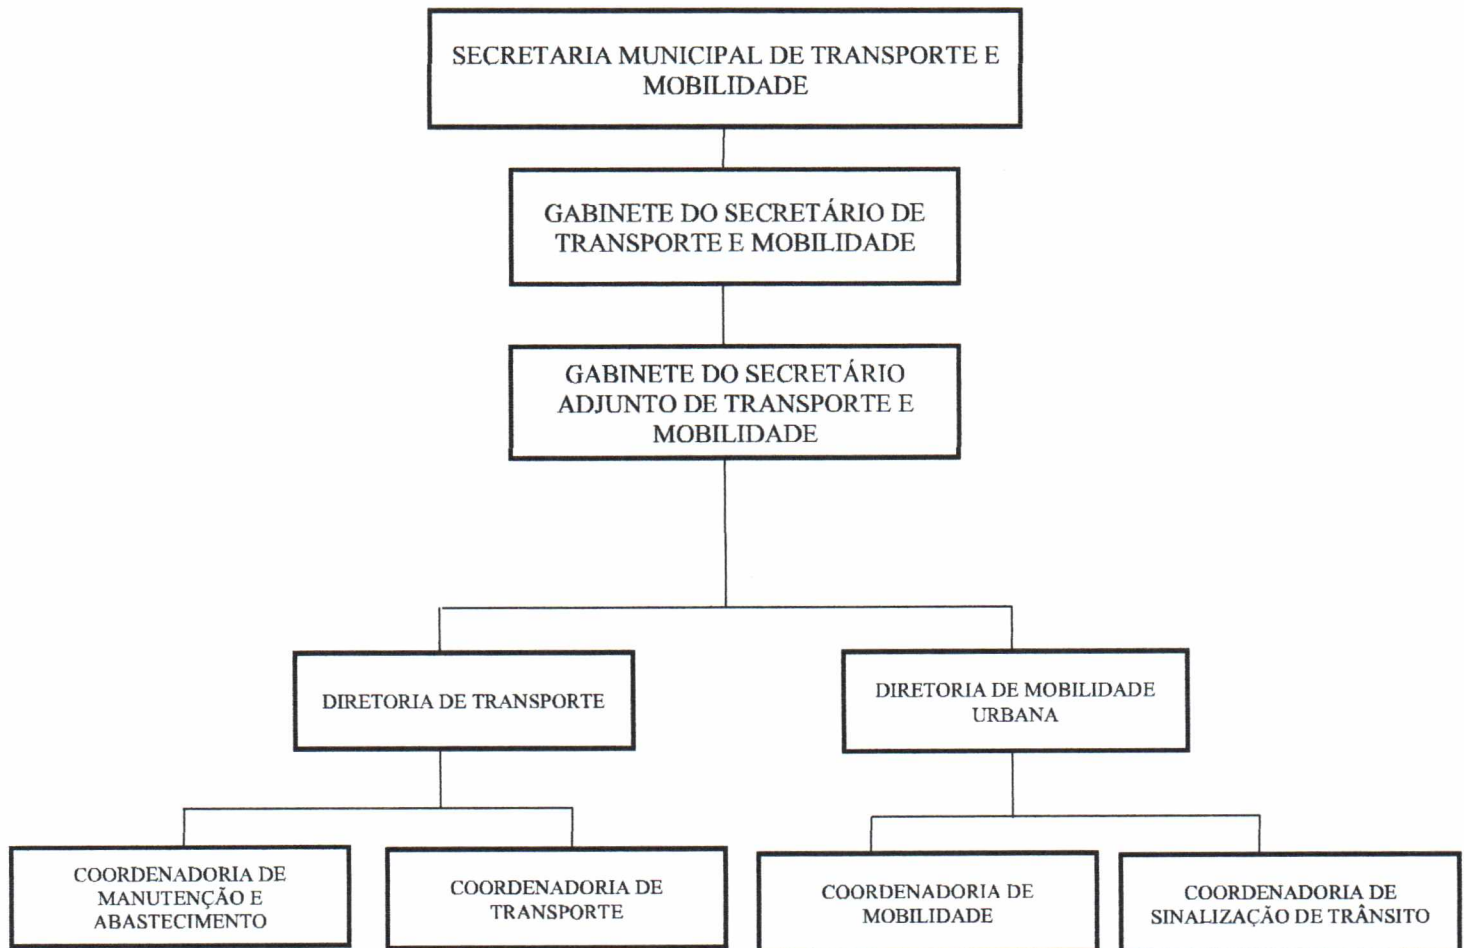 SECRETARIA MUNICIPAL DE TRANSPORTE E
MOBILIDADE
GABINETE DO SECRETÁRIO DE
TRANSPORTE E MOBILIDADE
GABINETE DO SECRETÁRIO
ADJUNTO DE TRANSPORTE E
MOBILIDADE
DIRETORIA DE TRANSPORTE
DIRETORIA DE MOBILIDADE
URBANA
COORDENADORIA DE
MANUTENÇÃO E
ABASTECIMENTO
COORDENADORIA DE
TRANSPORTE
COORDENADORIA DE
MOBILIDADE
COORDENADORIA DE
SINALIZAÇÃO DE TRÂNSITO